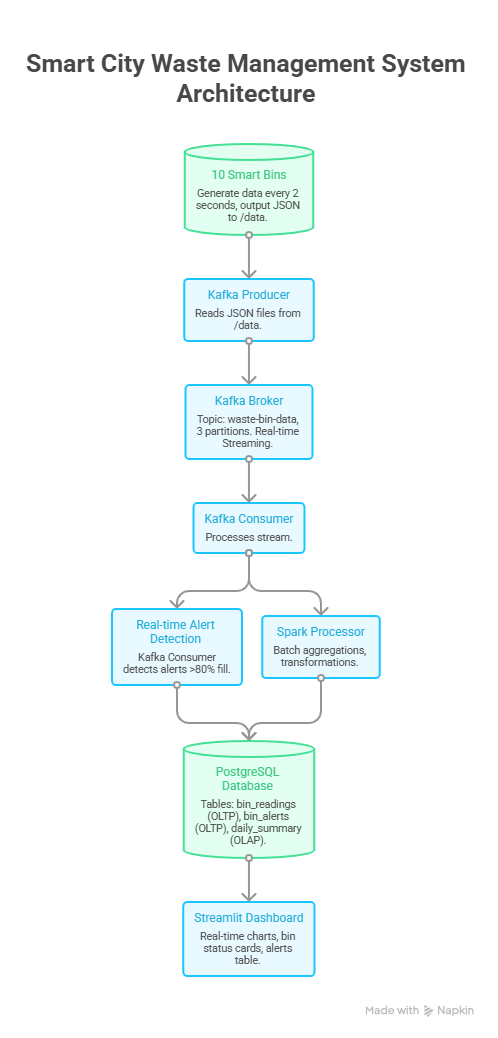 Smart City Waste Management System
Architecture
10 Smart Bins
Generate data every 2
seconds, output JSON
to /data.
Kafka Producer
Reads JSON files from
/data.
Kafka Broker
Topic: waste-bin-data,
3 partitions. Real-time
Streaming.
Kafka Consumer
Processes stream.
Real-time Alert
Detection
Kafka Consumer
detects alerts >80% fill.
Spark Processor
Batch aggregations,
transformations.
PostgreSQL
Database
Tables: bin_readings
(OLTP), bin_alerts
(OLTP), daily_summary
(OLAP).
Streamlit Dashboard
Real-time charts, bin
status cards, alerts
table.
Made with Napkin